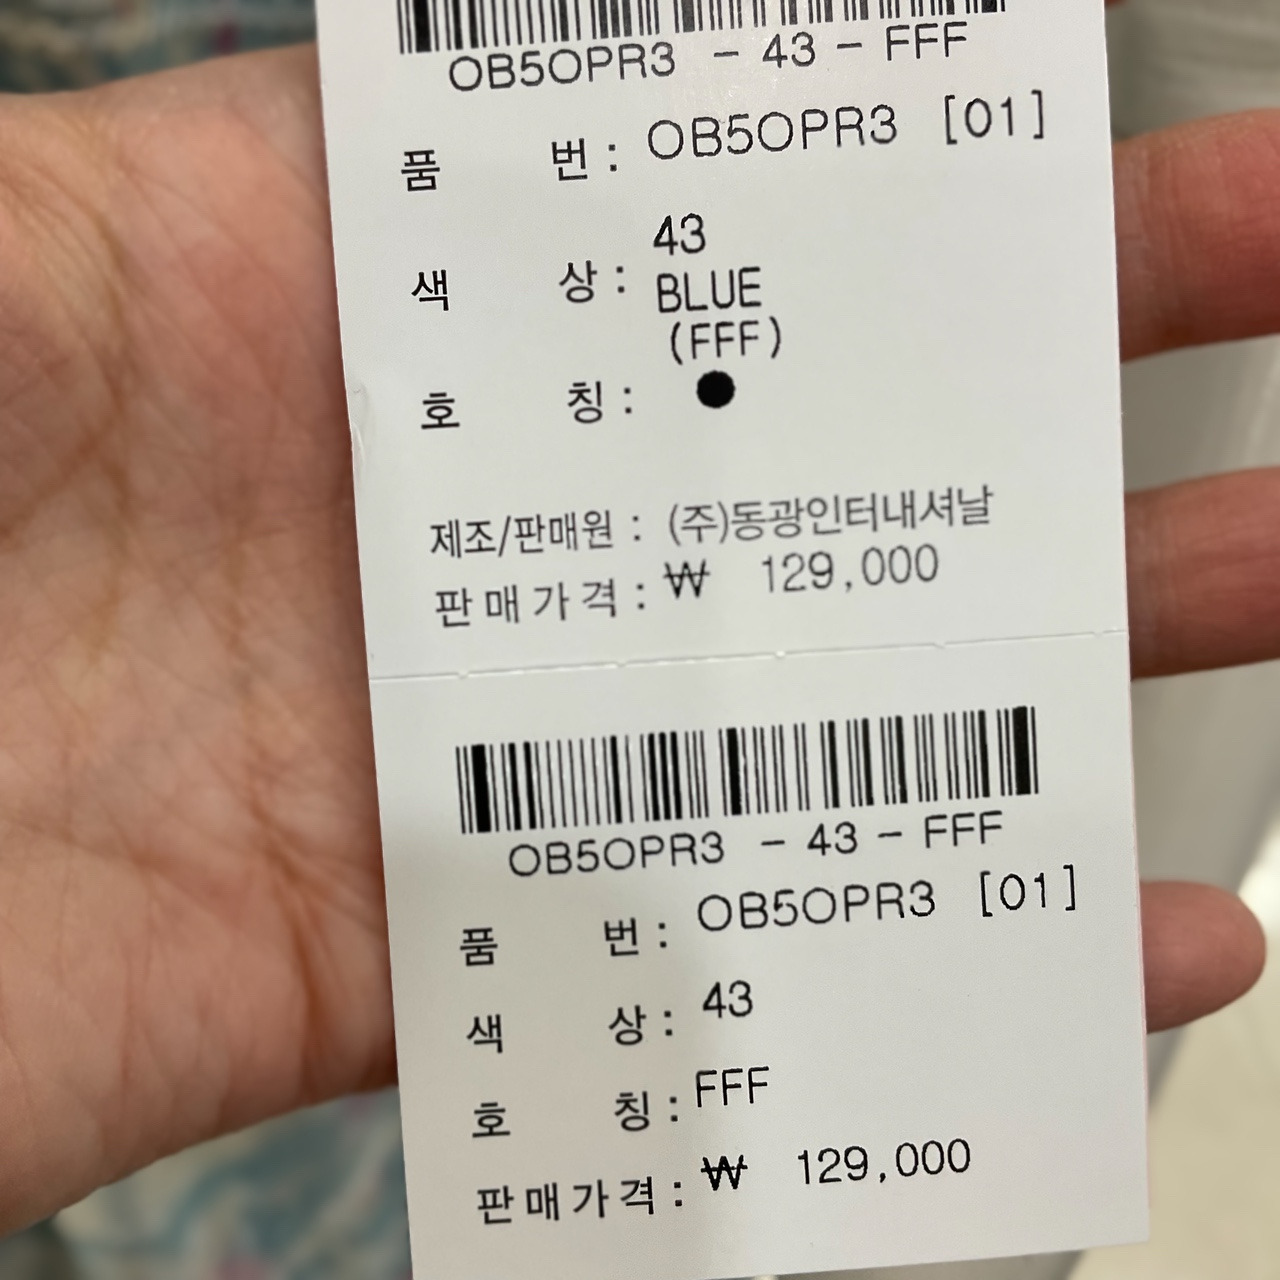 OB5OPR3 - 43 - FFF
품 번 : OB5OPR3 [01]
43
색 상 : BLUE
(FFF)
호 칭 : ●
제조/판매원 : (주)동광인터내셔날
판매가격 : ₩ 129,000
OB5OPR3 - 43 - FFF
품 번 : OB5OPR3 [01]
색 상 : 43
호 칭 : FFF
판매가격 : ₩ 129,000